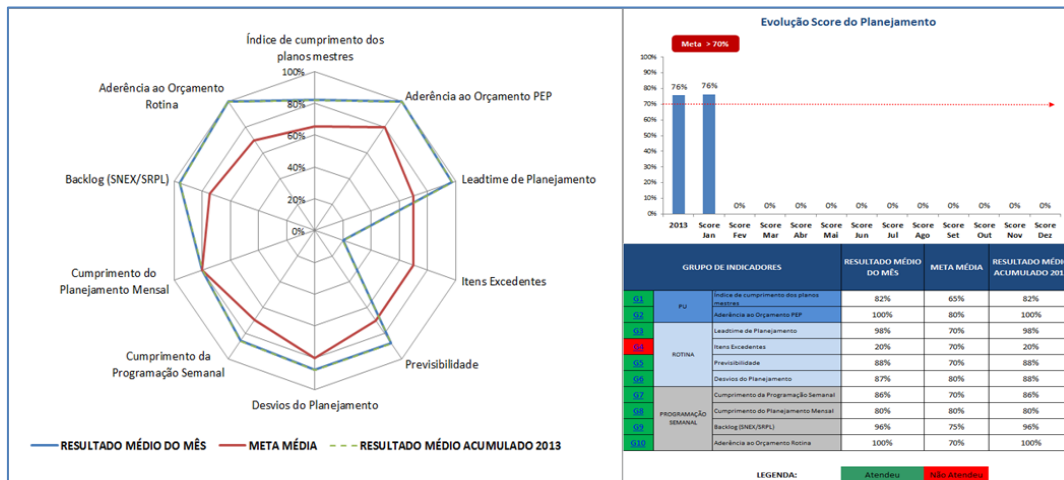 Índice de cumprimento dos
planos mestres
100%
80%
60%
40%
20%
0%
Aderência ao Orçamento PEP
Leadtime de Planejamento
Itens Excedentes
Previsibilidade
Desvios do Planejamento
Cumprimento da
Programação Semanal
Cumprimento do
Planejamento Mensal
Backlog (SNEX/SRPL)
Aderência ao Orçamento
Rotina
RESULTADO MÉDIO DO MÊS META MÉDIA RESULTADO MÉDIO ACUMULADO 2013
Evolução Score do Planejamento
Meta > 70%
100%
90%
80%
70%
60%
50%
40%
30%
20%
10%
0%
76% 76% 0% 0% 0% 0% 0% 0% 0% 0% 0% 0% 0%
2013 Score Jan Score Fev Score Mar Score Abr Score Mai Score Jun Score Jul Score Ago Score Set Score Out Score Nov Score Dez
GRUPO DE INDICADORES RESULTADO MÉDIO DO MÊS META MÉDIA RESULTADO MÉDIO ACUMULADO 201
G1 PU Índice de cumprimento dos planos mestres 82% 65% 82%
G2 Aderência ao Orçamento PEP 100% 80% 100%
G3 ROTINA Leadtime de Planejamento 98% 70% 98%
G4 Itens Excedentes 20% 70% 20%
G5 Previsibilidade 88% 70% 88%
G6 Desvios do Planejamento 87% 80% 88%
G7 PROGRAMAÇÃO SEMANAL Cumprimento da Programação Semanal 86% 70% 86%
G8 Cumprimento do Planejamento Mensal 80% 80% 80%
G9 Backlog (SNEX/SRPL) 96% 75% 96%
G10 Aderência ao Orçamento Rotina 100% 70% 100%
LEGENDA: Atendeu Não Atendeu